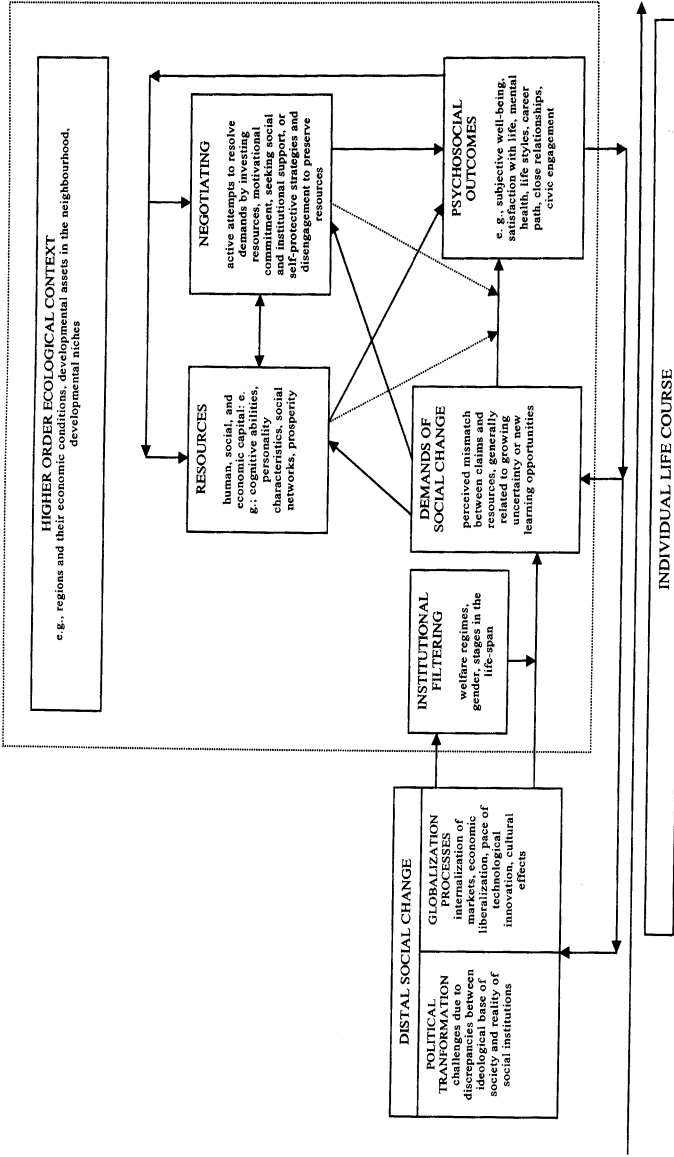 HIGHER ORDER ECOLOGICAL CONTEXT
e.g., regions and their economic conditions, developmental assets in the neighbourhood,
developmental niches
RESOURCES
human, social, and
economic capital: e.
g.; cognitive abilities,
personality
characteristics, social
networks, prosperity
NEGOTIATING
active attempts to resolve
demands by investing
resources, motivational
commitment, seeking social
and institutional support, or
self-protective strategies and
disengagement to preserve
resources
DISTAL SOCIAL CHANGE
POLITICAL
TRANFORMATION
challenges due to
discrepancies between
ideological base of
society and reality of
social institutions
GLOBALIZATION
PROCESSES
internalization of
markets, economic
liberalization, pace of
technological
innovation, cultural
effects
INSTITUTIONAL
FILTERING
welfare regimes,
gender, stages in the
life-span
DEMANDS OF
SOCIAL CHANGE
perceived mismatch
between claims and
resources, generally
related to growing
uncertainty or new
learning opportunities
PSYCHOSOCIAL
OUTCOMES
e. g., subjective well-being,
satisfaction with life, mental
health, life styles, career
path, close relationships,
civic engagement
INDIVIDUAL LIFE COURSE